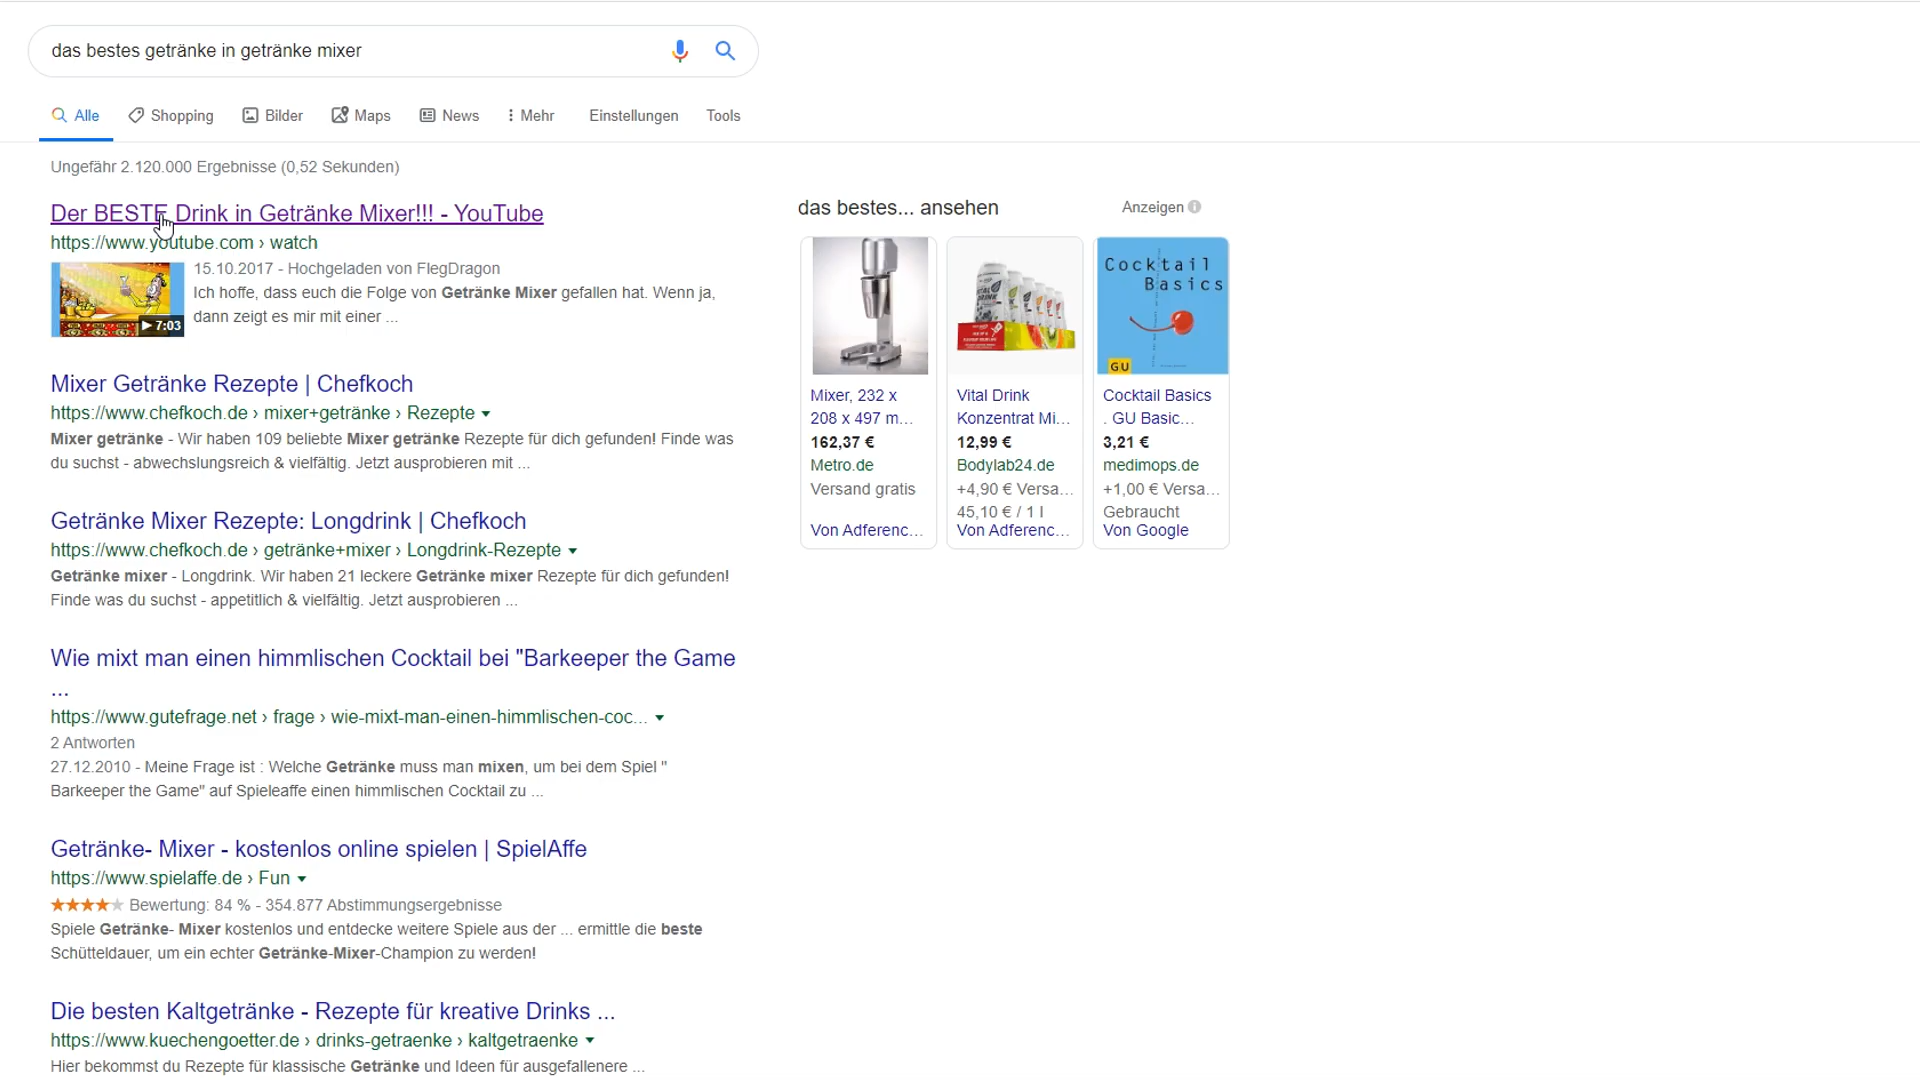 das bestes getränke in getränke mixer
Alle Shopping Bilder Maps News Mehr Einstellungen Tools
Ungefähr 2.120.000 Ergebnisse (0,52 Sekunden)
Der BESTE Drink in Getränke Mixer!!! - YouTube
https://www.youtube.com › watch
7:03
15.10.2017 - Hochgeladen von FlegDragon
Ich hoffe, dass euch die Folge von Getränke Mixer gefallen hat. Wenn ja,
dann zeigt es mir mit einer ...
Mixer Getränke Rezepte | Chefkoch
https://www.chefkoch.de › mixer+getränke › Rezepte
Mixer getränke - Wir haben 109 beliebte Mixer getränke Rezepte für dich gefunden! Finde was
du suchst - abwechslungsreich & vielfältig. Jetzt ausprobieren mit ...
Getränke Mixer Rezepte: Longdrink | Chefkoch
https://www.chefkoch.de › getränke+mixer › Longdrink-Rezepte
Getränke mixer - Longdrink. Wir haben 21 leckere Getränke mixer Rezepte für dich gefunden!
Finde was du suchst - appetitlich & vielfältig. Jetzt ausprobieren ...
Wie mixt man einen himmlischen Cocktail bei "Barkeeper the Game
...
https://www.gutefrage.net › frage › wie-mixt-man-einen-himmlischen-coc...
2 Antworten
27.12.2010 - Meine Frage ist : Welche Getränke muss man mixen, um bei dem Spiel "
Barkeeper the Game" auf Spieleaffe einen himmlischen Cocktail zu ...
Getränke- Mixer - kostenlos online spielen | SpielAffe
https://www.spielaffe.de › Fun
Bewertung: 84 % - 354.877 Abstimmungsergebnisse
Spiele Getränke- Mixer kostenlos und entdecke weitere Spiele aus der ... ermittle die beste
Schütteldauer, um ein echter Getränke-Mixer-Champion zu werden!
Die besten Kaltgetränke - Rezepte für kreative Drinks ...
https://www.kuechengoetter.de › drinks-getraenke › kaltgetraenke
Hier bekommst du Rezepte für klassische Getränke und Ideen für ausgefallenere ...
das bestes... ansehen
Anzeigen
Mixer, 232 x
208 x 497 m...
162,37 €
Metro.de
Versand gratis
Von Adferenc...
Vital Drink
Konzentrat Mi...
12,99 €
Bodylab24.de
+4,90 € Versa...
45,10 € / 1 l
Von Adferenc...
Cocktail
Basics
GU
Cocktail Basics
. GU Basic...
3,21 €
medimops.de
+1,00 € Versa...
Gebraucht
Von Google